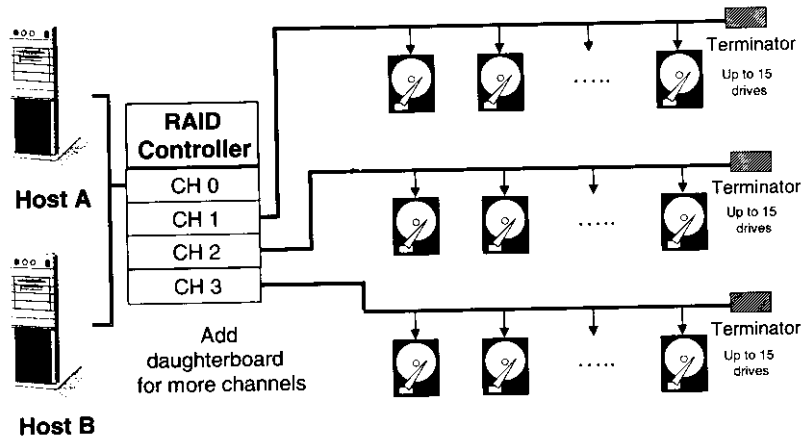 Host A
Host B
RAID
Controller
CH 0
CH 1
CH 2
CH 3
Add
daughterboard
for more channels
Terminator
Up to 15
drives
Terminator
Up to 15
drives
Terminator
Up to 15
drives